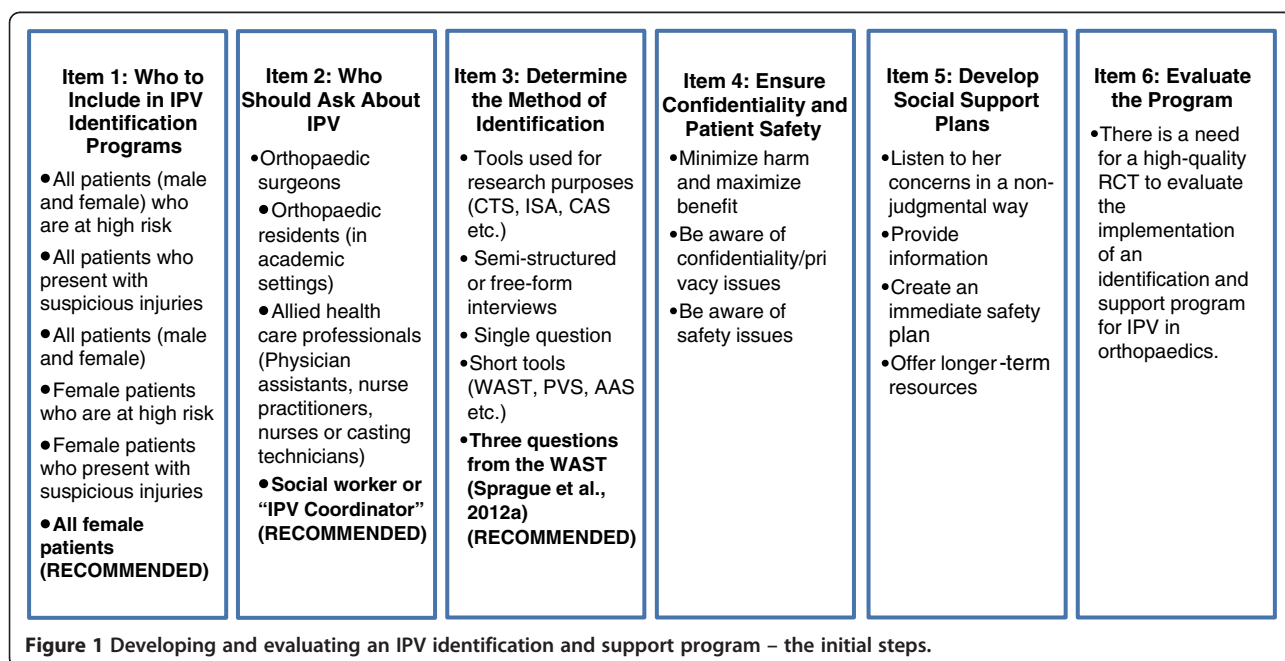 Item 1: Who to
Include in IPV
Identification
Programs
●All patients (male
and female) who
are at high risk
●All patients who
present with
suspicious injuries
●All patients (male
and female)
●Female patients
who are at high risk
●Female patients
who present with
suspicious injuries
●All female
patients
(RECOMMENDED)
Item 2: Who
Should Ask About
IPV
•Orthopaedic
surgeons
●Orthopaedic
residents (in
academic
settings)
●Allied health
care professionals
(Physician
assistants, nurse
practitioners,
nurses or casting
technicians)
●Social worker or
“IPV Coordinator”
(RECOMMENDED)
Item 3: Determine
the Method of
Identification
• Tools used for
research purposes
(CTS, ISA, CAS
etc.)
• Semi-structured
or free-form
interviews
• Single question
•Short tools
(WAST, PVS, AAS
etc.)
•Three questions
from the WAST
(Sprague et al.,
2012a)
(RECOMMENDED)
Item 4: Ensure
Confidentiality and
Patient Safety
•Minimize harm
and maximize
benefit
•Be aware of
confidentiality/pri
vacy issues
•Be aware of
safety issues
Item 5: Develop
Social Support
Plans
•Listen to her
concerns in a non-
judgmental way
•Provide
information
•Create an
immediate safety
plan
•Offer longer-term
resources
Item 6: Evaluate
the Program
•There is a need
for a high-quality
RCT to evaluate
the
implementation
of an
identification and
support program
for IPV in
orthopaedics.
Figure 1 Developing and evaluating an IPV identification and support program – the initial steps.